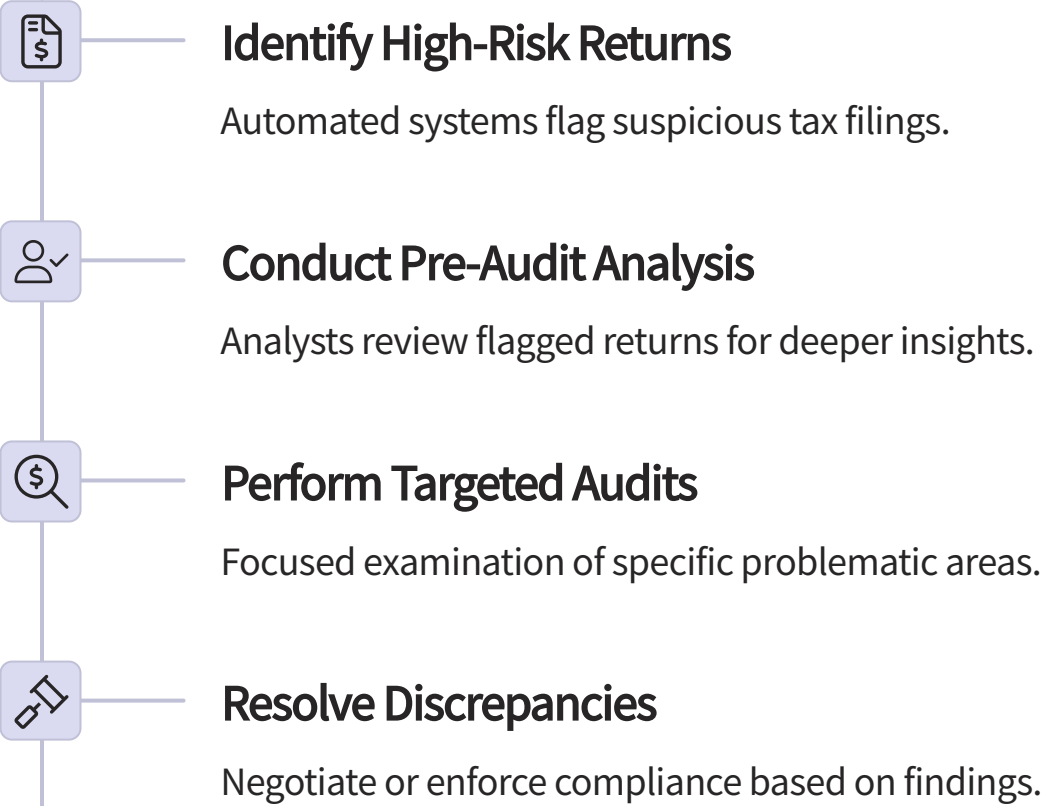 Identify High-Risk Returns
Automated systems flag suspicious tax filings.
Conduct Pre-Audit Analysis
Analysts review flagged returns for deeper insights.
Perform Targeted Audits
Focused examination of specific problematic areas.
Resolve Discrepancies
Negotiate or enforce compliance based on findings.